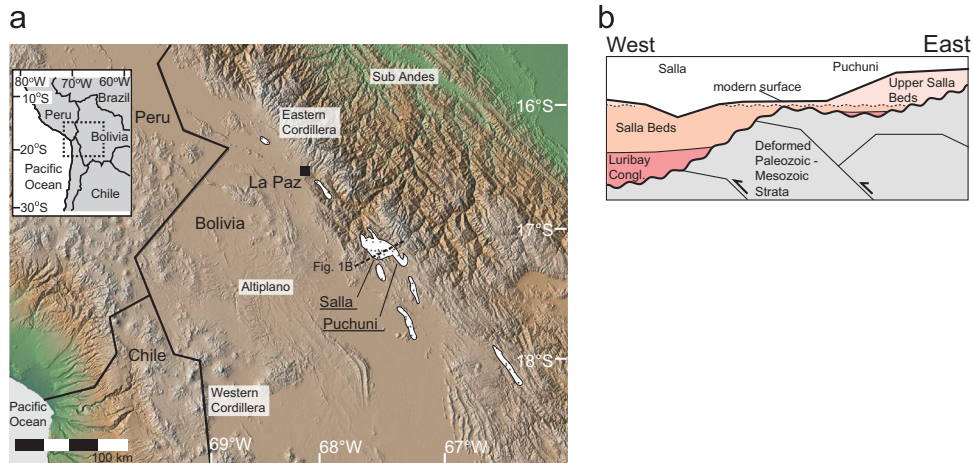 a
80°W
70°W
60°W
10°S
Brazil
Peru
Bolivia
20°S
Pacific
Ocean
Chile
30°S
Peru
Sub Andes
16°S
Eastern
Cordillera
La Paz
Bolivia
17°S
Fig. 1B
Altiplano
Salla
Puchuni
Chile
18°S
Western
Cordillera
Pacific
Ocean
69°W
68°W
67°W
100 km
b
West
East
Salla
Puchuni
modern surface
Upper Salla
Beds
Salla Beds
Luribay
Congl.
Deformed
Paleozoic -
Mesozoic
Strata